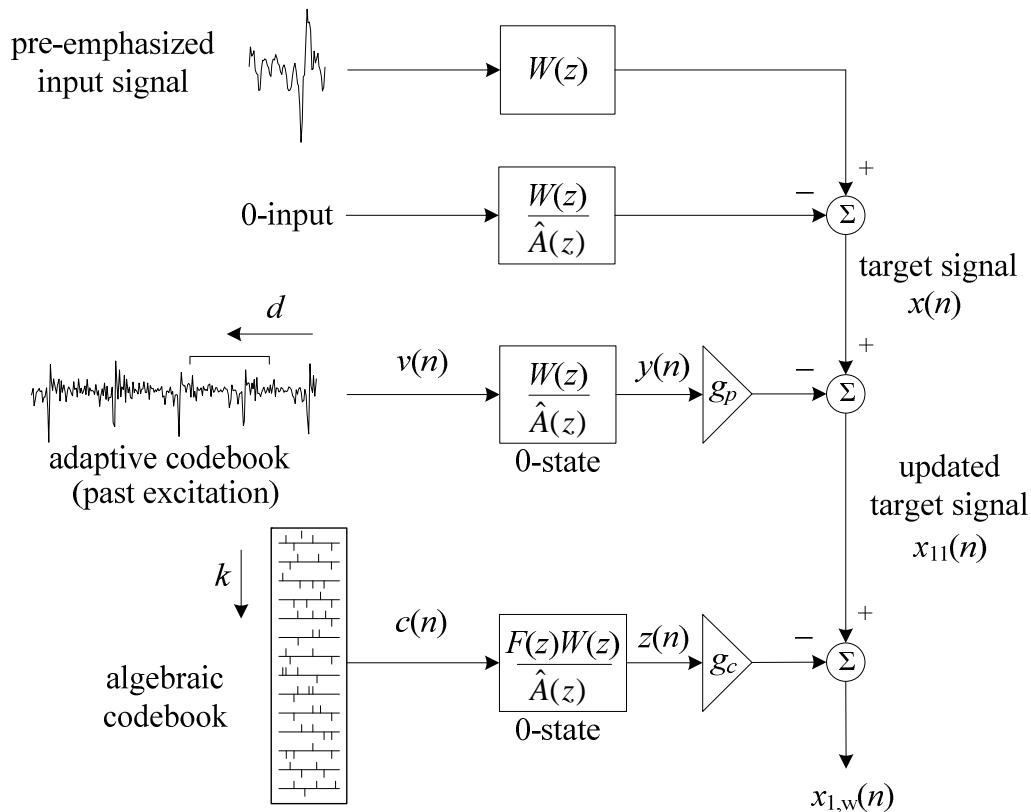 pre-emphasized
input signal
W(z)
+
0-input
W(z)
Â(z)
−
Σ
target signal
x(n)
d
v(n)
W(z)
Â(z)
0-state
y(n)
g_p
−
+
Σ
adaptive codebook
(past excitation)
updated
target signal
x_11(n)
k
algebraic
codebook
c(n)
F(z)W(z)
Â(z)
0-state
z(n)
g_c
−
+
Σ
x_1,w(n)